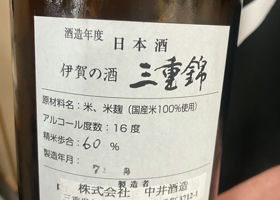 酒造年度 日本酒
伊賀の酒 三重錦
原材料名：米、米麹（国産米100%使用）
アルコール度数：16度
精米歩合：60 %
製造年月：7
製造者
株式会社 中井酒造